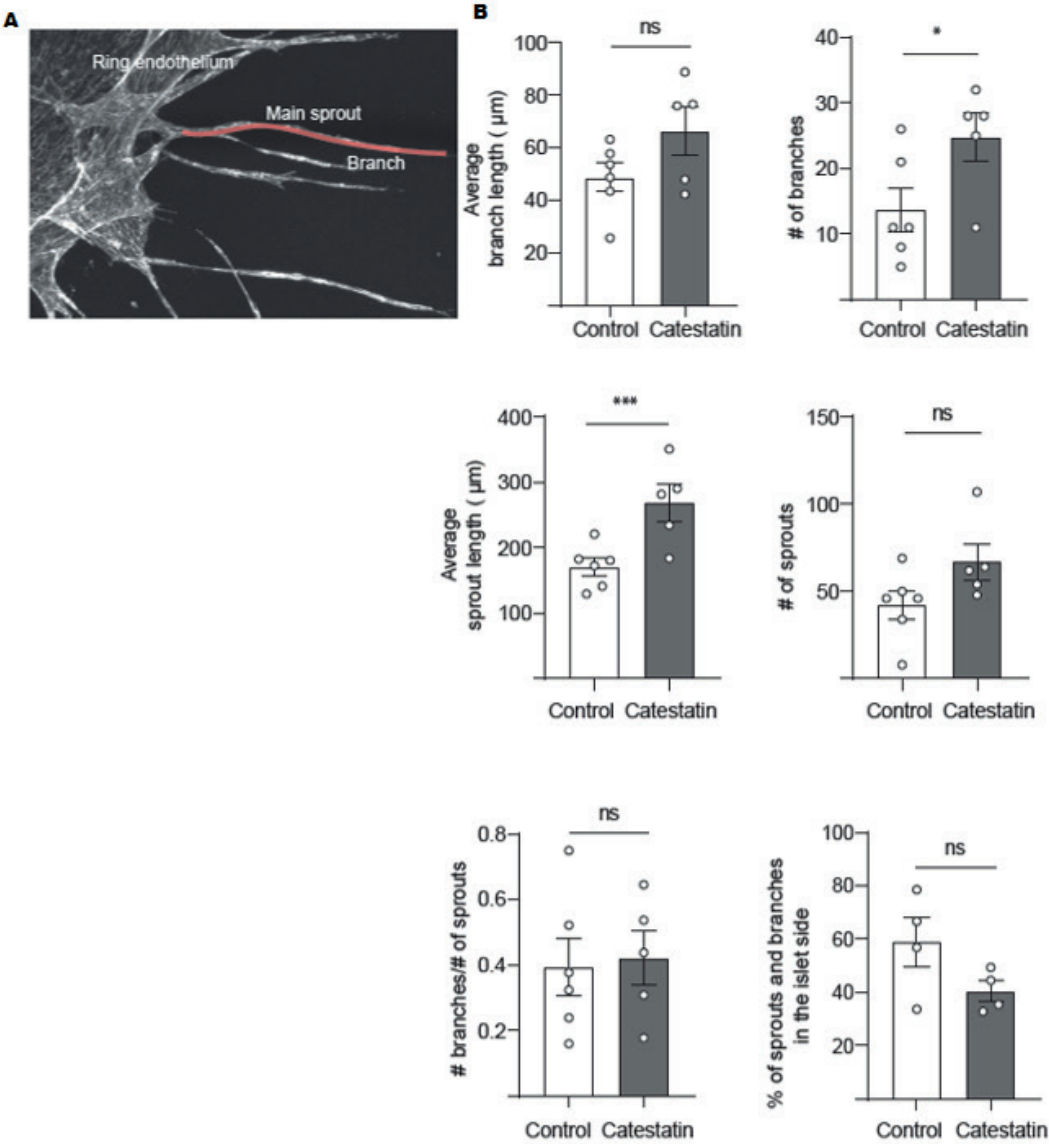 A
Ring endothelium
Main sprout
Branch
B
Average
branch length ( µm)
100
80
60
40
20
ns
Control Catestatin
# of branches
40
30
20
10
*
Control Catestatin
Average
sprout length ( µm)
400
300
200
100
***
Control Catestatin
# of sprouts
150
100
50
ns
Control Catestatin
# branches/# of sprouts
0.8
0.6
0.4
0.2
ns
Control Catestatin
% of sprouts and branches
in the islet side
100
80
60
40
20
ns
Control Catestatin